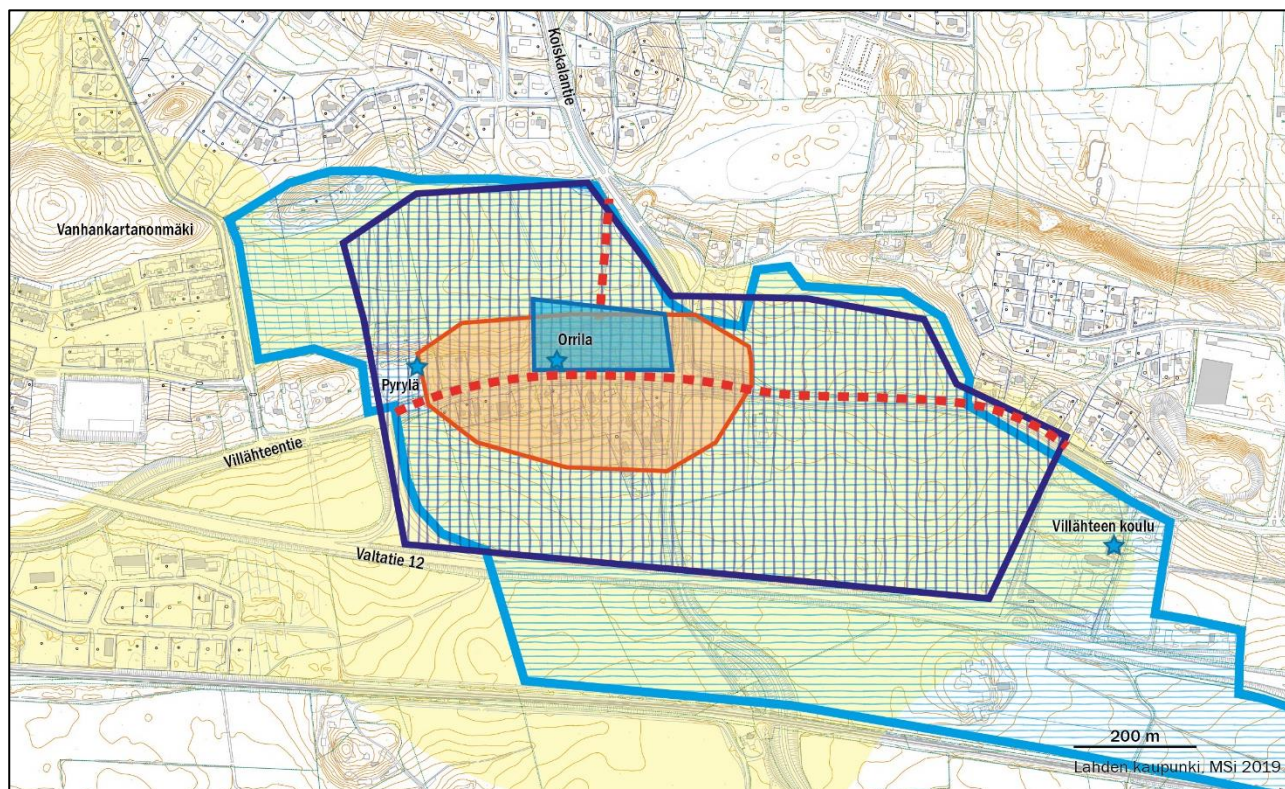 Koiskalantie
Vanhankartanonmäki
Orrila
Pyrylä
Villähteentie
Villähteen koulu
Valtatie 12
200 m
Lahden kaupunki, MSi 2019